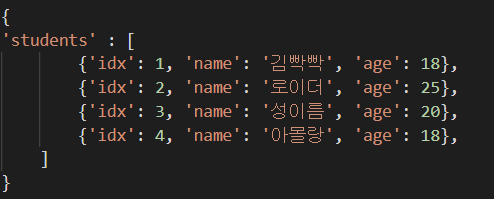 {
'students' : [
{'idx': 1, 'name': '김빡빡', 'age': 18},
{'idx': 2, 'name': '로이더', 'age': 25},
{'idx': 3, 'name': '성이름', 'age': 20},
{'idx': 4, 'name': '아몰랑', 'age': 18},
]
}